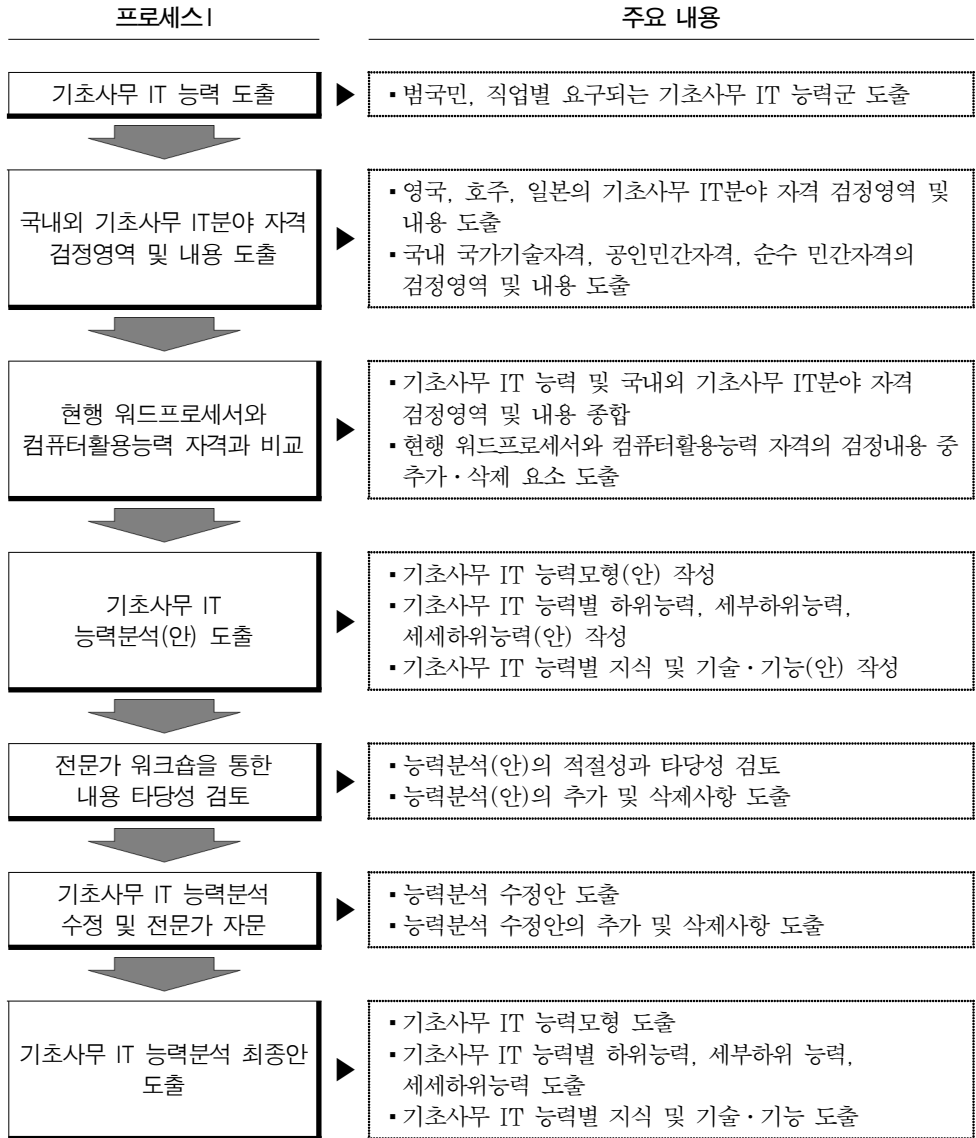 프로세스Ⅰ 주요 내용
기초사무 IT 능력 도출
▶
▪범국민, 직업별 요구되는 기초사무 IT 능력군 도출
국내외 기초사무 IT분야 자격
검정영역 및 내용 도출
▶
▪영국, 호주, 일본의 기초사무 IT분야 자격 검정영역 및
내용 도출
▪국내 국가기술자격, 공인민간자격, 순수 민간자격의
검정영역 및 내용 도출
현행 워드프로세서와
컴퓨터활용능력 자격과 비교
▶
▪기초사무 IT 능력 및 국내외 기초사무 IT분야 자격
검정영역 및 내용 종합
▪현행 워드프로세서와 컴퓨터활용능력 자격의 검정내용 중
추가・삭제 요소 도출
기초사무 IT
능력분석(안) 도출
▶
▪기초사무 IT 능력모형(안) 작성
▪기초사무 IT 능력별 하위능력, 세부하위능력,
세세하위능력(안) 작성
▪기초사무 IT 능력별 지식 및 기술・기능(안) 작성
전문가 워크숍을 통한
내용 타당성 검토
▶
▪능력분석(안)의 적절성과 타당성 검토
▪능력분석(안)의 추가 및 삭제사항 도출
기초사무 IT 능력분석
수정 및 전문가 자문
▶
▪능력분석 수정안 도출
▪능력분석 수정안의 추가 및 삭제사항 도출
기초사무 IT 능력분석 최종안
도출
▶
▪기초사무 IT 능력모형 도출
▪기초사무 IT 능력별 하위능력, 세부하위 능력,
세세하위능력 도출
▪기초사무 IT 능력별 지식 및 기술・기능 도출